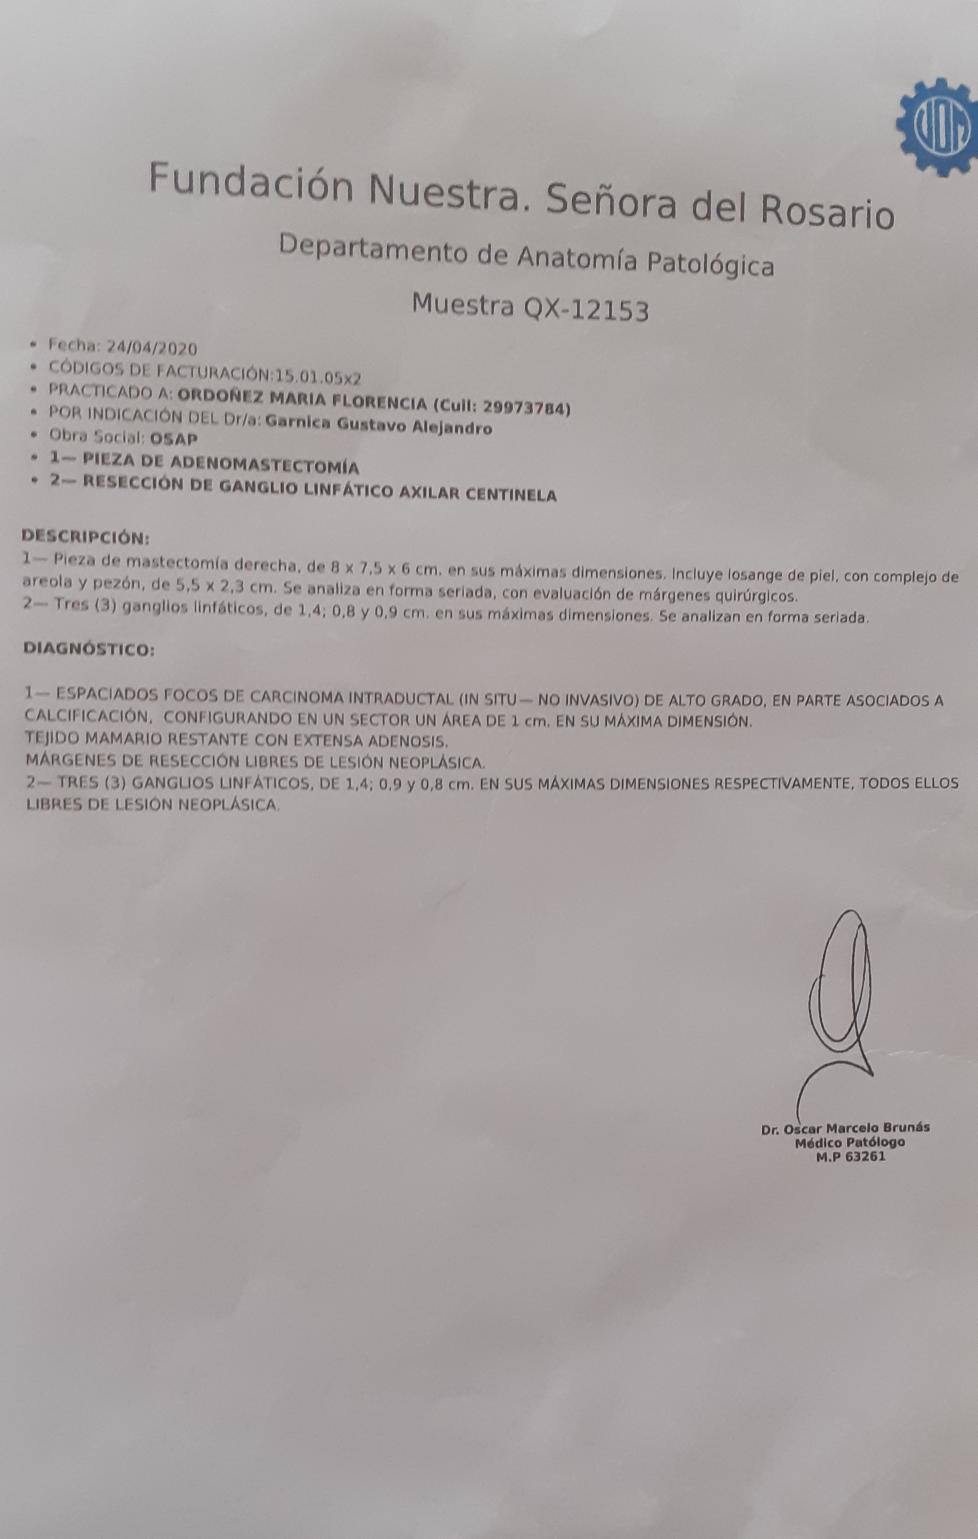 Fundación Nuestra. Señora del Rosario
Departamento de Anatomía Patológica
Muestra QX-12153
• Fecha: 24/04/2020
• CÓDIGOS DE FACTURACIÓN:15.01.05x2
• PRACTICADO A: ORDOÑEZ MARIA FLORENCIA (Cuil: 29973784)
• POR INDICACIÓN DEL Dr/a: Garnica Gustavo Alejandro
• Obra Social: OSAP
• 1— PIEZA DE ADENOMASTECTOMÍA
• 2— RESECCIÓN DE GANGLIO LINFÁTICO AXILAR CENTINELA
DESCRIPCIÓN:
1— Pieza de mastectomía derecha, de 8 x 7,5 x 6 cm. en sus máximas dimensiones. Incluye losange de piel, con complejo de
areola y pezón, de 5,5 x 2,3 cm. Se analiza en forma seriada, con evaluación de márgenes quirúrgicos.
2— Tres (3) ganglios linfáticos, de 1,4; 0,8 y 0,9 cm. en sus máximas dimensiones. Se analizan en forma seriada.
DIAGNÓSTICO:
1— ESPACIADOS FOCOS DE CARCINOMA INTRADUCTAL (IN SITU— NO INVASIVO) DE ALTO GRADO, EN PARTE ASOCIADOS A
CALCIFICACIÓN, CONFIGURANDO EN UN SECTOR UN ÁREA DE 1 cm. EN SU MÁXIMA DIMENSIÓN.
TEJIDO MAMARIO RESTANTE CON EXTENSA ADENOSIS.
MÁRGENES DE RESECCIÓN LIBRES DE LESIÓN NEOPLÁSICA.
2— TRES (3) GANGLIOS LINFÁTICOS, DE 1,4; 0,9 y 0,8 cm. EN SUS MÁXIMAS DIMENSIONES RESPECTIVAMENTE, TODOS ELLOS
LIBRES DE LESIÓN NEOPLÁSICA.
Dr. Oscar Marcelo Brunás
Médico Patólogo
M.P 63261